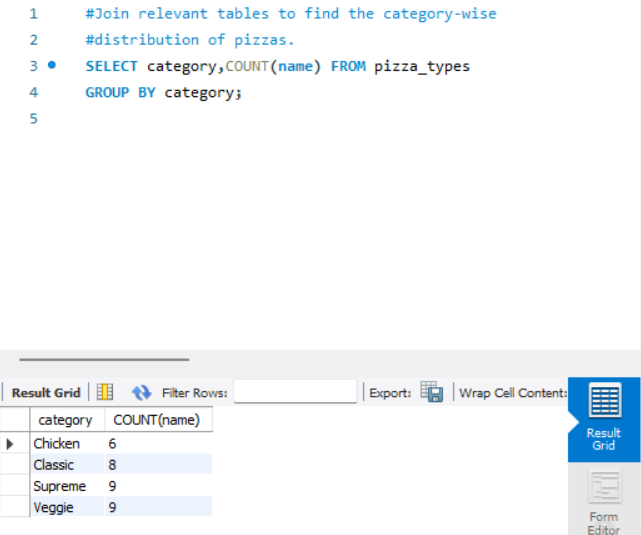 1 #Join relevant tables to find the category-wise
2 #distribution of pizzas.
3 SELECT category,COUNT(name) FROM pizza_types
4 GROUP BY category;
5
Result Grid Filter Rows: Export: Wrap Cell Content:
category COUNT(name)
Chicken 6
Classic 8
Supreme 9
Veggie 9
Result
Grid
Form
Editor